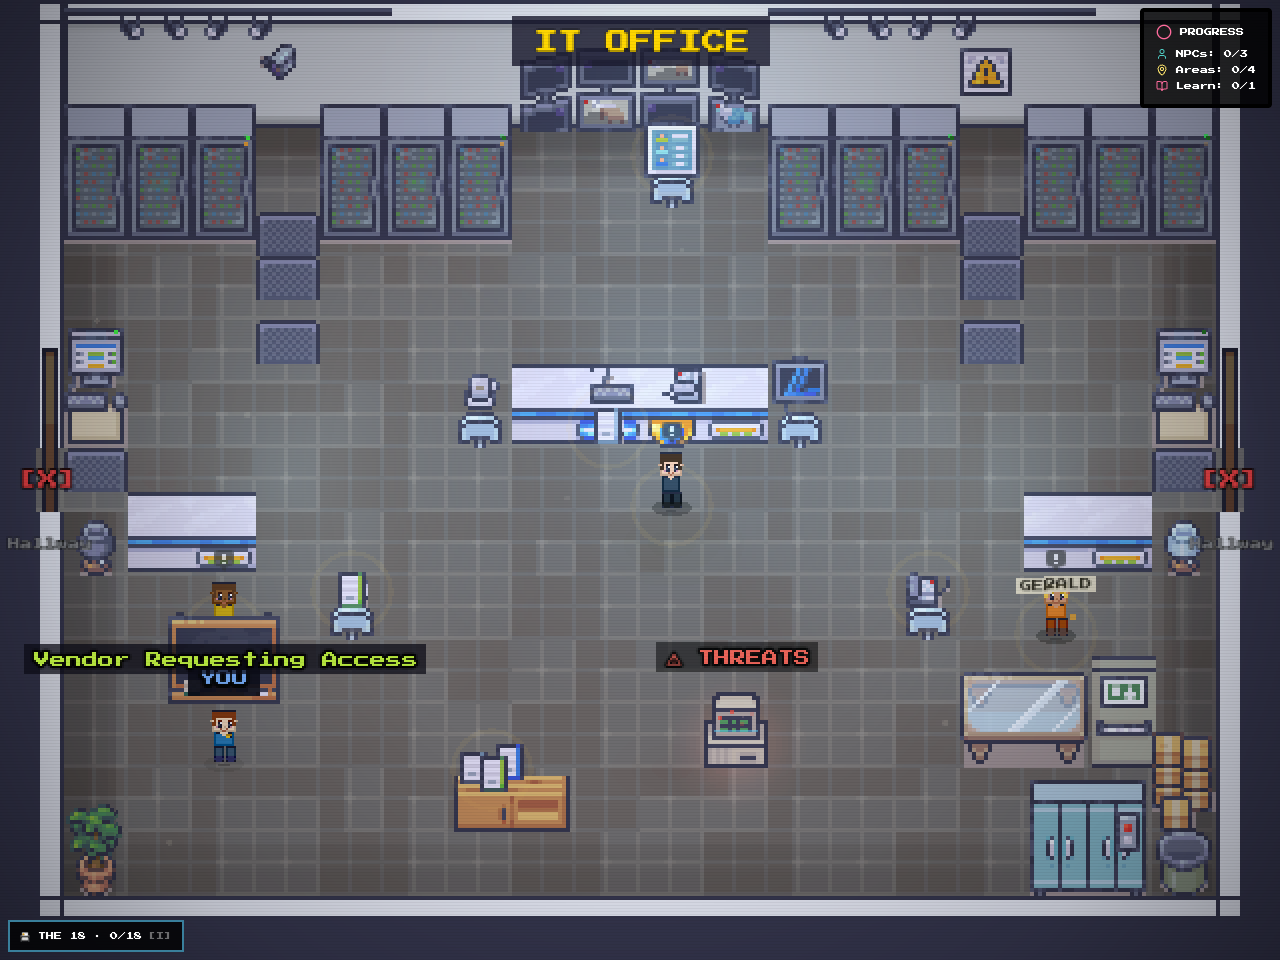 IT OFFICE
PROGRESS
NPCs: 0/3
Areas: 0/4
Learn: 0/1
[X]
[X]
Hallway
Hallway
GERALD
Vendor Requesting Access
YOU
THREATS
THE 18 · 0/18 [I]